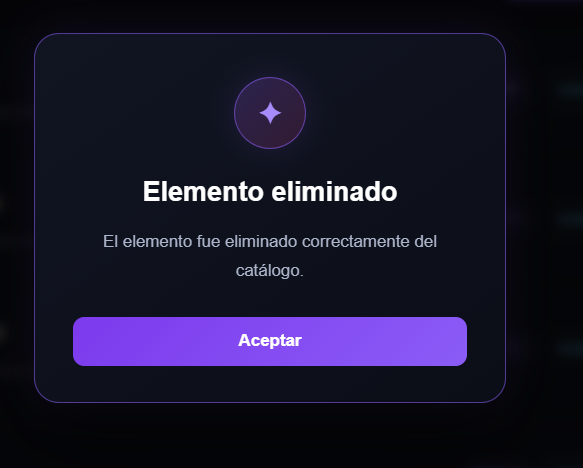 Elemento eliminado
El elemento fue eliminado correctamente del
catálogo.
Aceptar